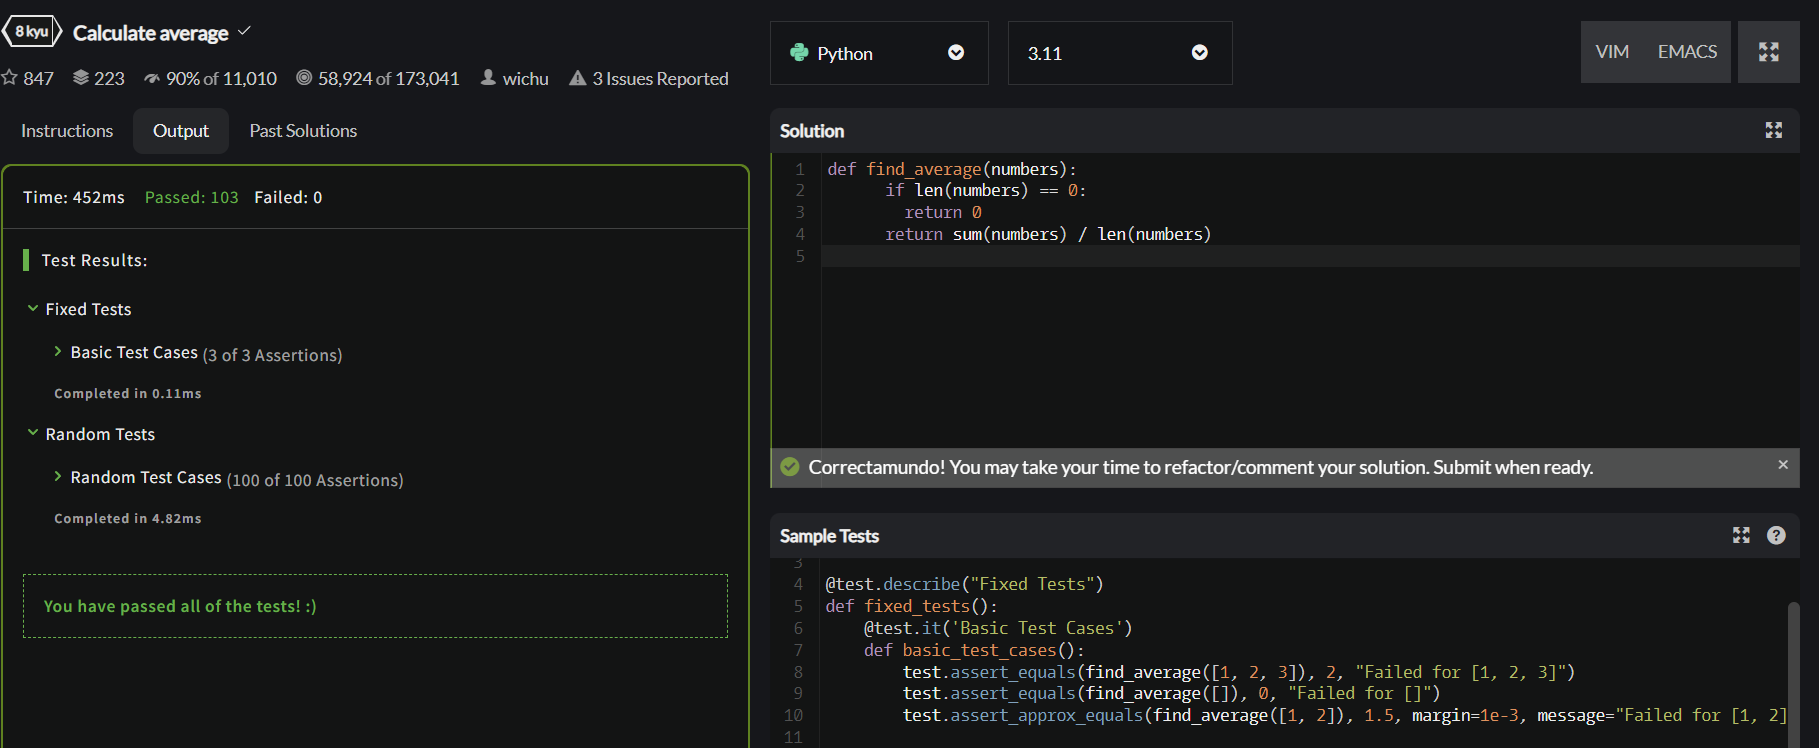 8 kyu Calculate average
847 223 90% of 11,010 58,924 of 173,041 wichu 3 Issues Reported
Instructions Output Past Solutions
Time: 452ms Passed: 103 Failed: 0
Test Results:
Fixed Tests
Basic Test Cases (3 of 3 Assertions)
Completed in 0.11ms
Random Tests
Random Test Cases (100 of 100 Assertions)
Completed in 4.82ms
You have passed all of the tests! :)
Python 3.11 VIM EMACS
Solution
1 def find_average(numbers):
2 if len(numbers) == 0:
3 return 0
4 return sum(numbers) / len(numbers)
5
Correctamundo! You may take your time to refactor/comment your solution. Submit when ready.
Sample Tests
3
4 @test.describe("Fixed Tests")
5 def fixed_tests():
6 @test.it('Basic Test Cases')
7 def basic_test_cases():
8 test.assert_equals(find_average([1, 2, 3]), 2, "Failed for [1, 2, 3]")
9 test.assert_equals(find_average([]), 0, "Failed for []")
10 test.assert_approx_equals(find_average([1, 2]), 1.5, margin=1e-3, message="Failed for [1, 2]
11